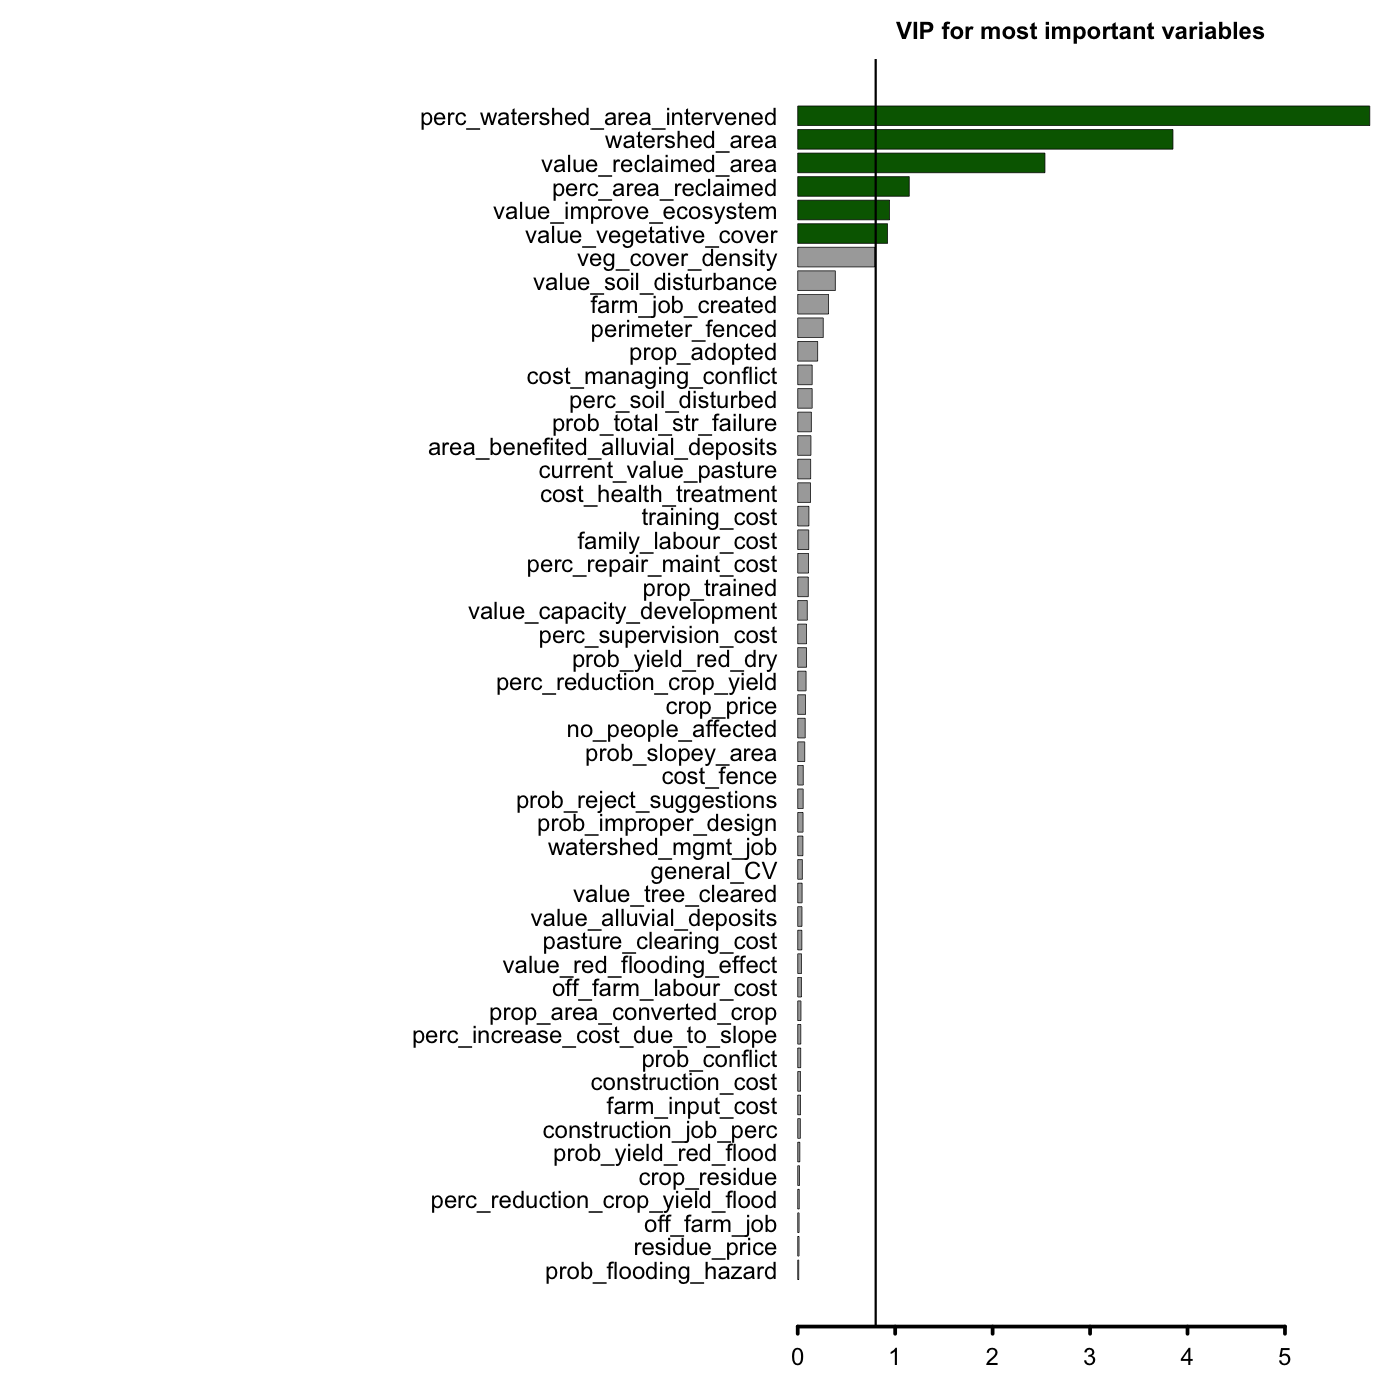 VIP for most important variables
perc_watershed_area_intervened
watershed_area
value_reclaimed_area
perc_area_reclaimed
value_improve_ecosystem
value_vegetative_cover
veg_cover_density
value_soil_disturbance
farm_job_created
perimeter_fenced
prop_adopted
cost_managing_conflict
perc_soil_disturbed
prob_total_str_failure
area_benefited_alluvial_deposits
current_value_pasture
cost_health_treatment
training_cost
family_labour_cost
perc_repair_maint_cost
prop_trained
value_capacity_development
perc_supervision_cost
prob_yield_red_dry
perc_reduction_crop_yield
crop_price
no_people_affected
prob_slopey_area
cost_fence
prob_reject_suggestions
prob_improper_design
watershed_mgmt_job
general_CV
value_tree_cleared
value_alluvial_deposits
pasture_clearing_cost
value_red_flooding_effect
off_farm_labour_cost
prop_area_converted_crop
perc_increase_cost_due_to_slope
prob_conflict
construction_cost
farm_input_cost
construction_job_perc
prob_yield_red_flood
crop_residue
perc_reduction_crop_yield_flood
off_farm_job
residue_price
prob_flooding_hazard
0 1 2 3 4 5